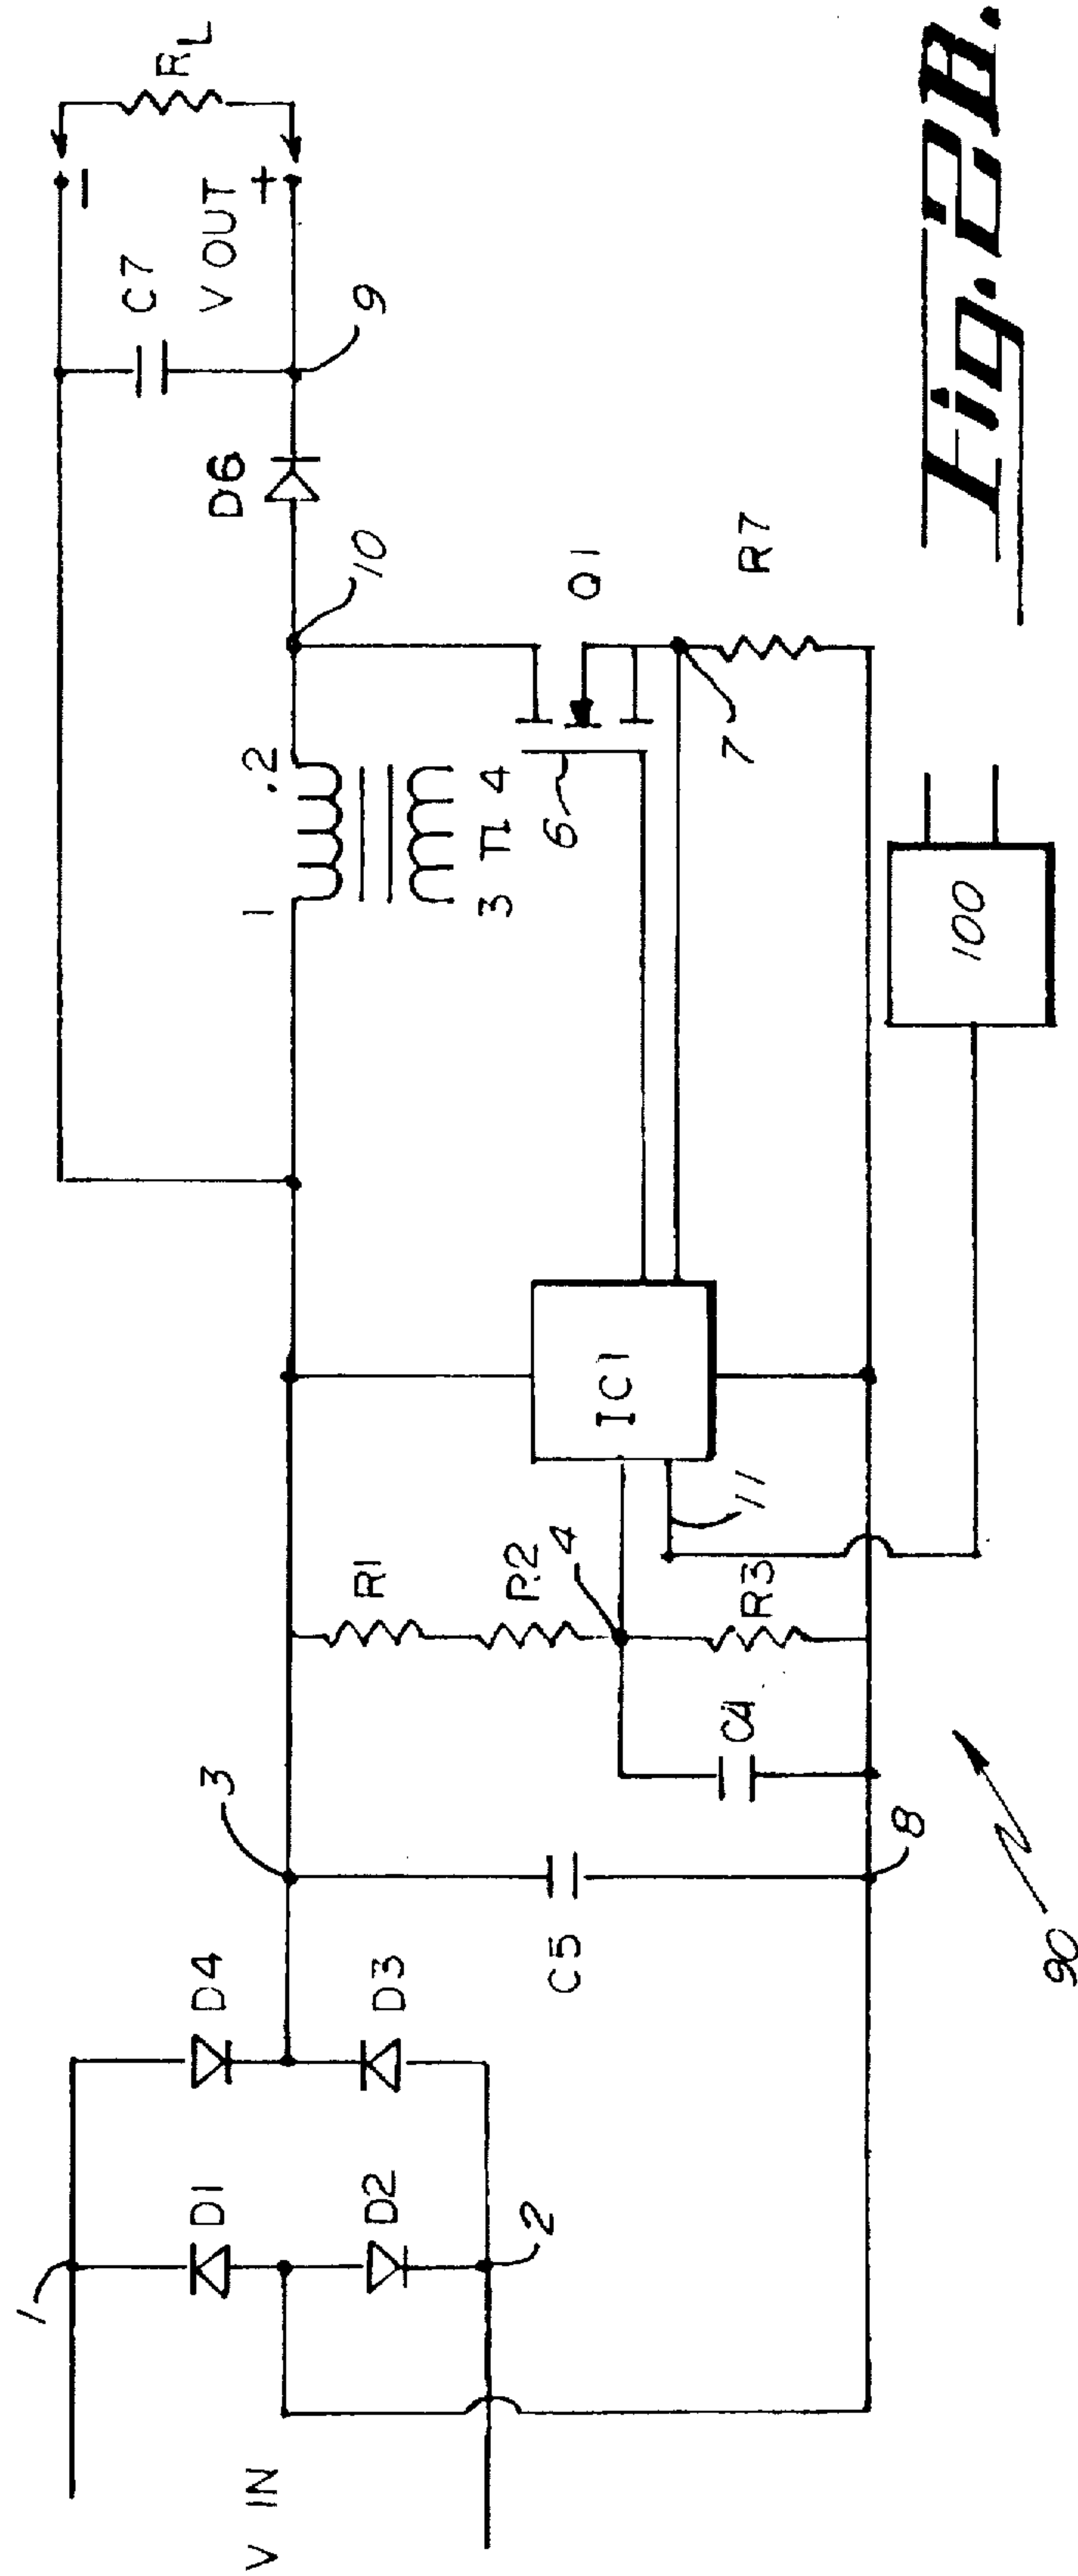 V IN
1
D1
D4
D2
D3
2
3
C5
8
90
R1
R2
4
C4
R3
11
IC1
1
.2
3 T1 4
10
6
Q1
7
R7
100
D6
9
C7
V OUT
-
+
RL
Fig.2B.